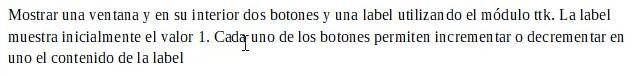 Mostrar una ventana y en su interior dos botones y una label utilizando el módulo ttk. La label
muestra inicialmente el valor 1. Cada uno de los botones permiten incrementar o decrementar en
uno el contenido de la label